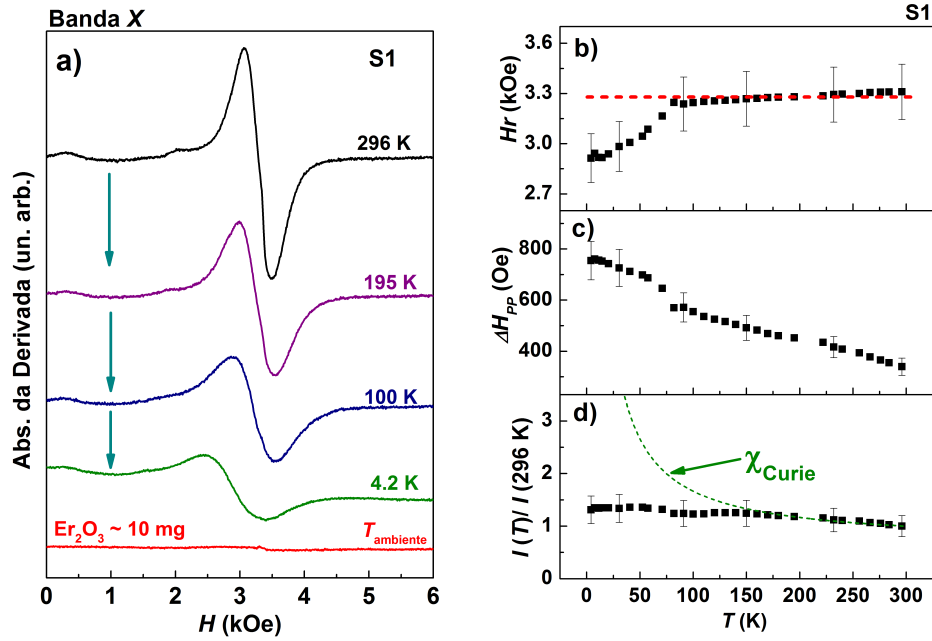 Banda X
a)
S1
296 K
195 K
100 K
4.2 K
Er2O3 ~ 10 mg
Tambiente
Abs. da Derivada (un. arb.)
0 1 2 3 4 5 6
H (kOe)
S1
b)
3.6
3.3
3.0
2.7
Hr (kOe)
c)
800
600
400
ΔHPP (Oe)
d)
χCurie
3
2
1
0
I (T)/ I (296 K)
0 50 100 150 200 250 300
T (K)